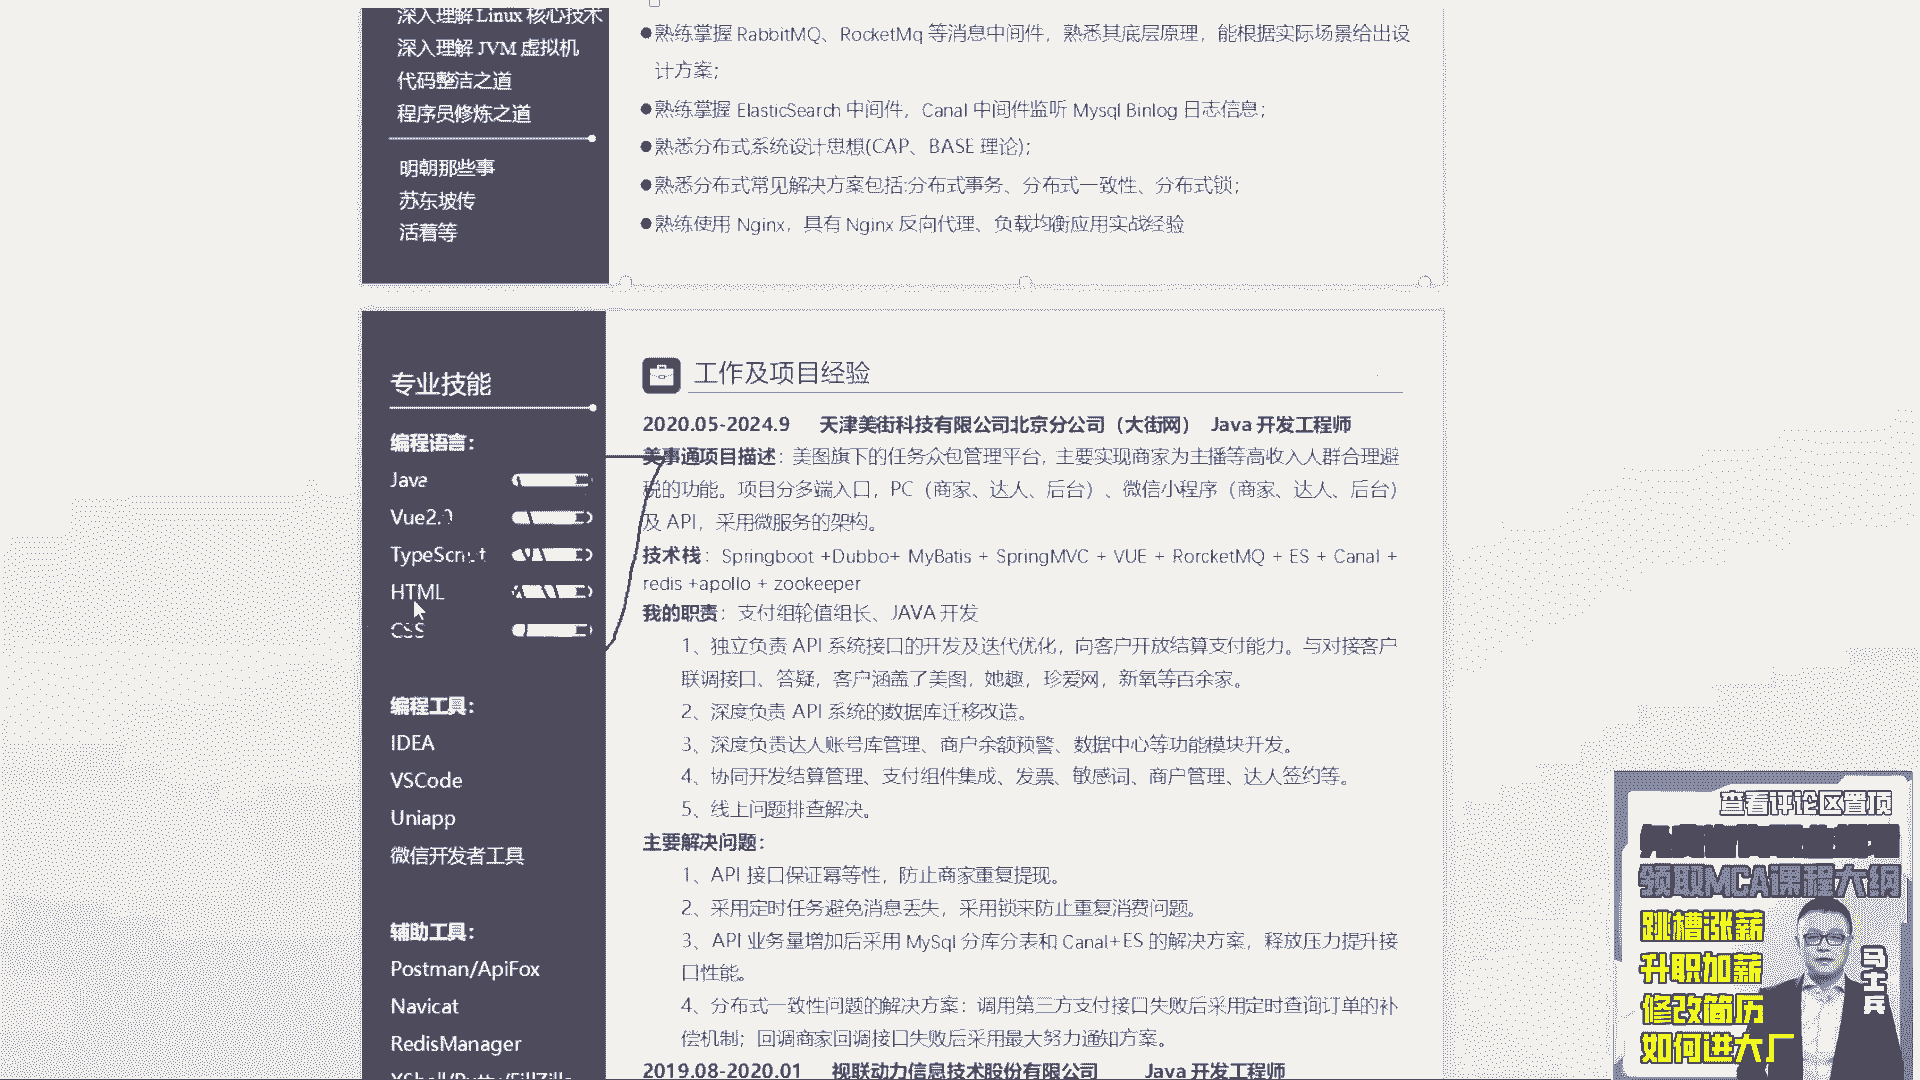 深入理解 Linux 核心技术
深入理解 JVM 虚拟机
代码整洁之道
程序员修炼之道
明朝那些事
苏东坡传
活着等
●熟练掌握 RabbitMQ、RocketMq 等消息中间件，熟悉其底层原理，能根据实际场景给出设
计方案；
●熟练掌握 ElasticSearch 中间件，Canal 中间件监听 Mysql Binlog 日志信息；
●熟悉分布式系统设计思想(CAP、BASE 理论)；
●熟悉分布式常见解决方案包括:分布式事务、分布式一致性、分布式锁；
●熟练使用 Nginx，具有 Nginx 反向代理、负载均衡应用实战经验
专业技能
编程语言：
Java
Vue2.0
TypeScript
HTML
CSS
编程工具：
IDEA
VSCode
Uniapp
微信开发者工具
辅助工具：
Postman/ApiFox
Navicat
RedisManager
XShell/Putty/FillZilla
工作及项目经验
2020.05-2024.9 天津美街科技有限公司北京分公司（大街网） Java 开发工程师
美事通项目描述：美图旗下的任务众包管理平台，主要实现商家为主播等高收入人群合理避
税的功能。项目分多端入口，PC（商家、达人、后台）、微信小程序（商家、达人、后台）
及 API，采用微服务的架构。
技术栈：Springboot +Dubbo+ MyBatis + SpringMVC + VUE + RorcketMQ + ES + Canal +
redis +apollo + zookeeper
我的职责：支付组轮值组长、JAVA 开发
1、独立负责 API 系统接口的开发及迭代优化，向客户开放结算支付能力。与对接客户
联调接口、答疑，客户涵盖了美图，她趣，珍爱网，新氧等百余家。
2、深度负责 API 系统的数据库迁移改造。
3、深度负责达人账号库管理、商户余额预警、数据中心等功能模块开发。
4、协同开发结算管理、支付组件集成、发票、敏感词、商户管理、达人签约等。
5、线上问题排查解决。
主要解决问题：
1、API 接口保证幂等性，防止商家重复提现。
2、采用定时任务避免消息丢失，采用锁来防止重复消费问题。
3、API 业务量增加后采用 MySql 分库分表和 Canal+ES 的解决方案，释放压力提升接
口性能。
4、分布式一致性问题的解决方案：调用第三方支付接口失败后采用定时查询订单的补
偿机制；回调商家回调接口失败后采用最大努力通知方案。
2019.08-2020.01 视联动力信息技术股份有限公司 Java 开发工程师
查看评论区置顶
领取MCA课程大纲
跳槽涨薪
升职加薪
修改简历
如何进大厂
马士兵